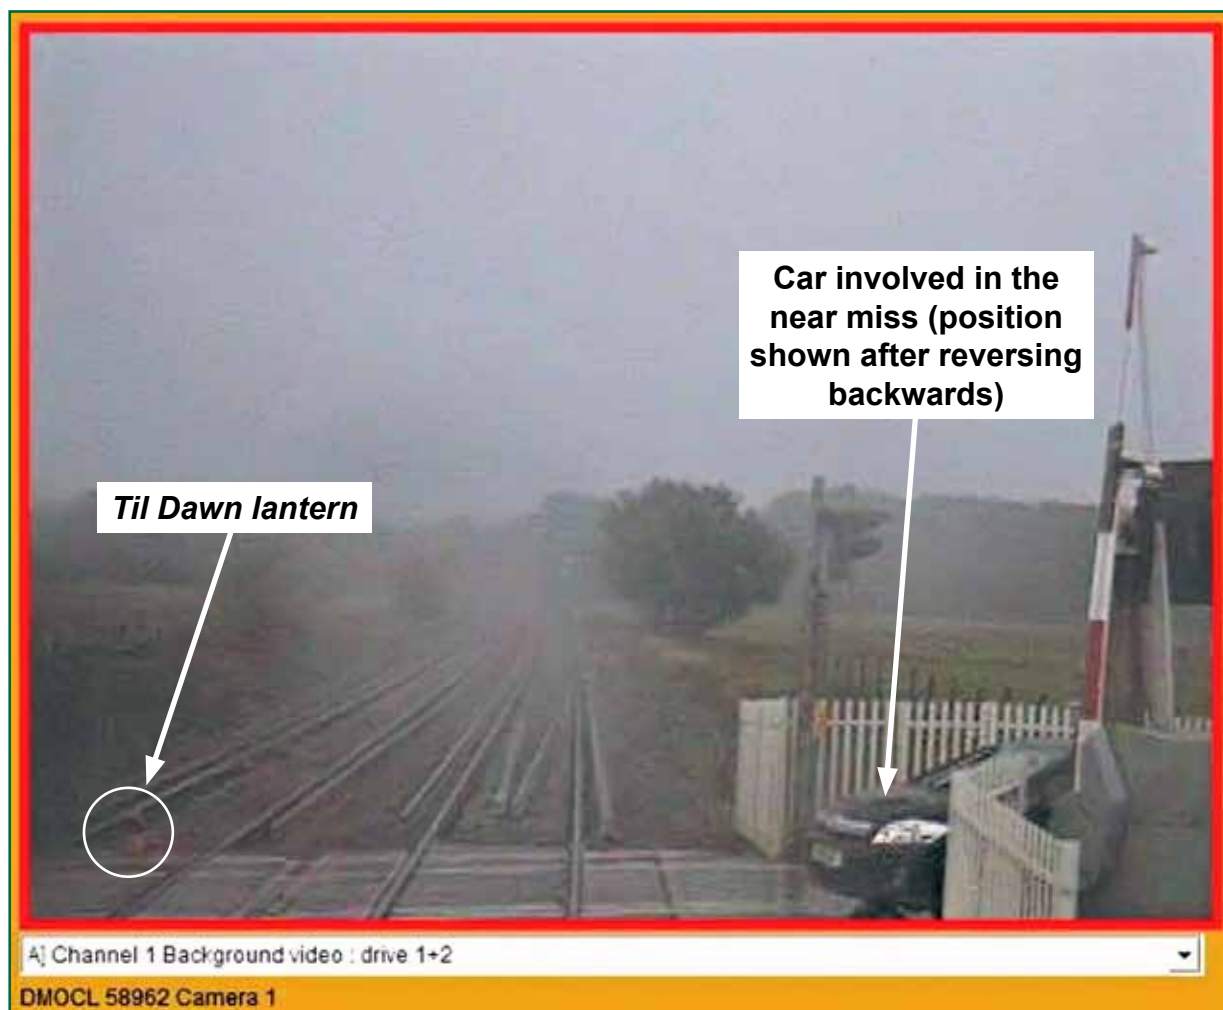 Car involved in the
near miss (position
shown after reversing
backwards)
Til Dawn lantern
A] Channel 1 Background video : drive 1+2
DMOCL 58962 Camera 1